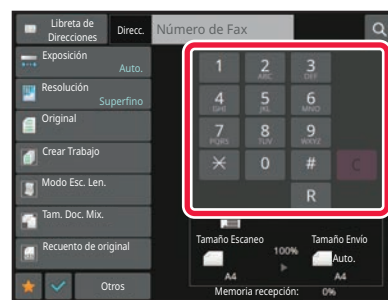 Libreta de
Direcciones
Direcc.
Número de Fax
Exposición
Auto.
Resolución
Superfino
Original
Crear Trabajo
Modo Esc. Len.
Tam. Doc. Mix.
Recuento de original
Otros
1 2 3
ABC DEF
4 5 6
GHI JKL MNO
7 8 9
PQRS TUV WXYZ
* 0 # C
R
Tamaño Escaneo
100%
Tamaño Envío
Auto.
A4
A4
Memoria recepción: 0%